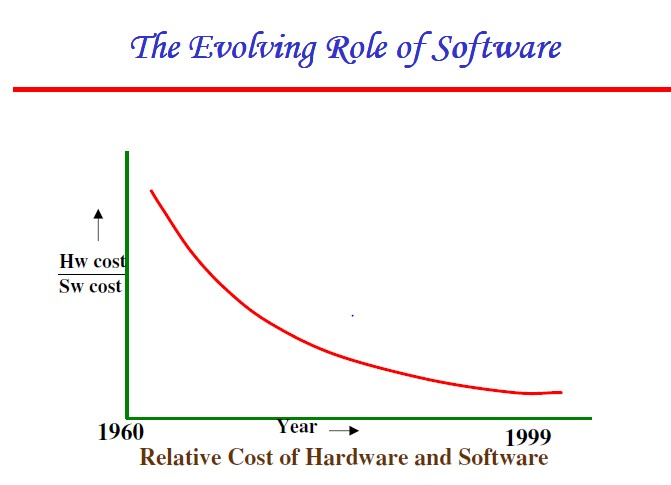 The Evolving Role of Software
Hw cost
Sw cost
Year
1960
1999
Relative Cost of Hardware and Software